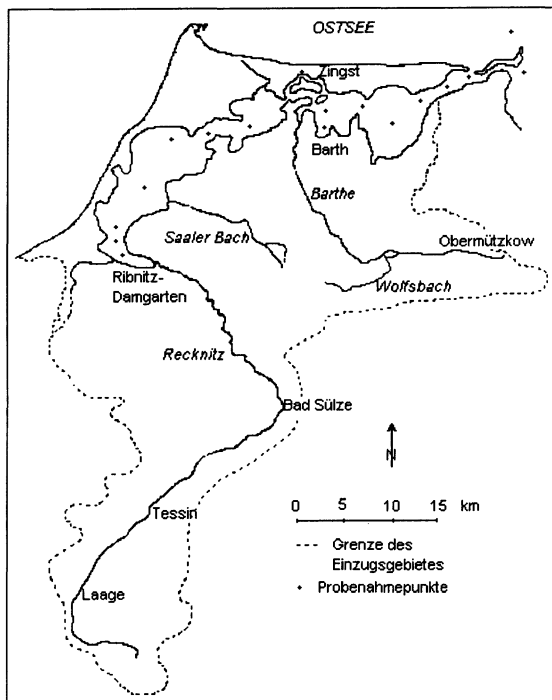 OSTSEE
Zingst
Barth
Barthe
Saaler Bach
Obermützkow
Ribnitz-
Damgarten
Wolfsbach
Recknitz
Bad Sülze
N
0 5 10 15 km
Tessin
Grenze des
Einzugsgebietes
Probenahmepunkte
Laage